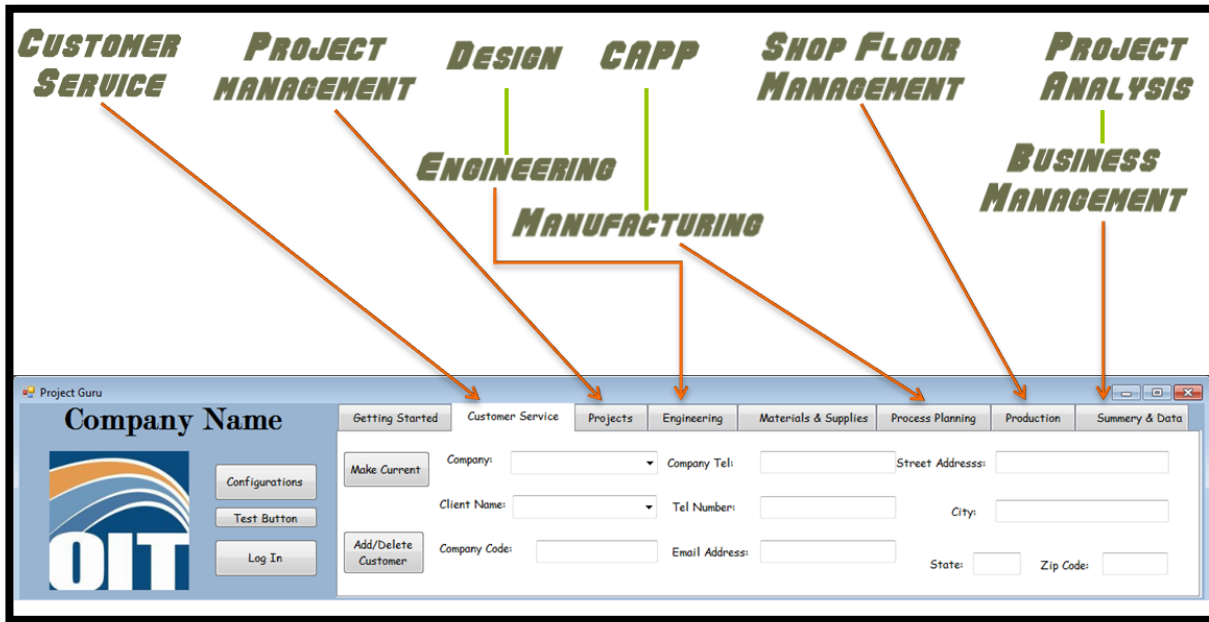 Customer Service
Project management
Design
CAPP
Shop Floor Management
Project Analysis
Engineering
Manufacturing
Business Management
Project Guru
Company Name
Getting Started
Customer Service
Projects
Engineering
Materials & Supplies
Process Planning
Production
Summery & Data
OIT
Configurations
Test Button
Log In
Make Current
Add/Delete
Customer
Company:
Company Tel:
Street Addresss:
Client Name:
Tel Number:
City:
Company Code:
Email Address:
State:
Zip Code: